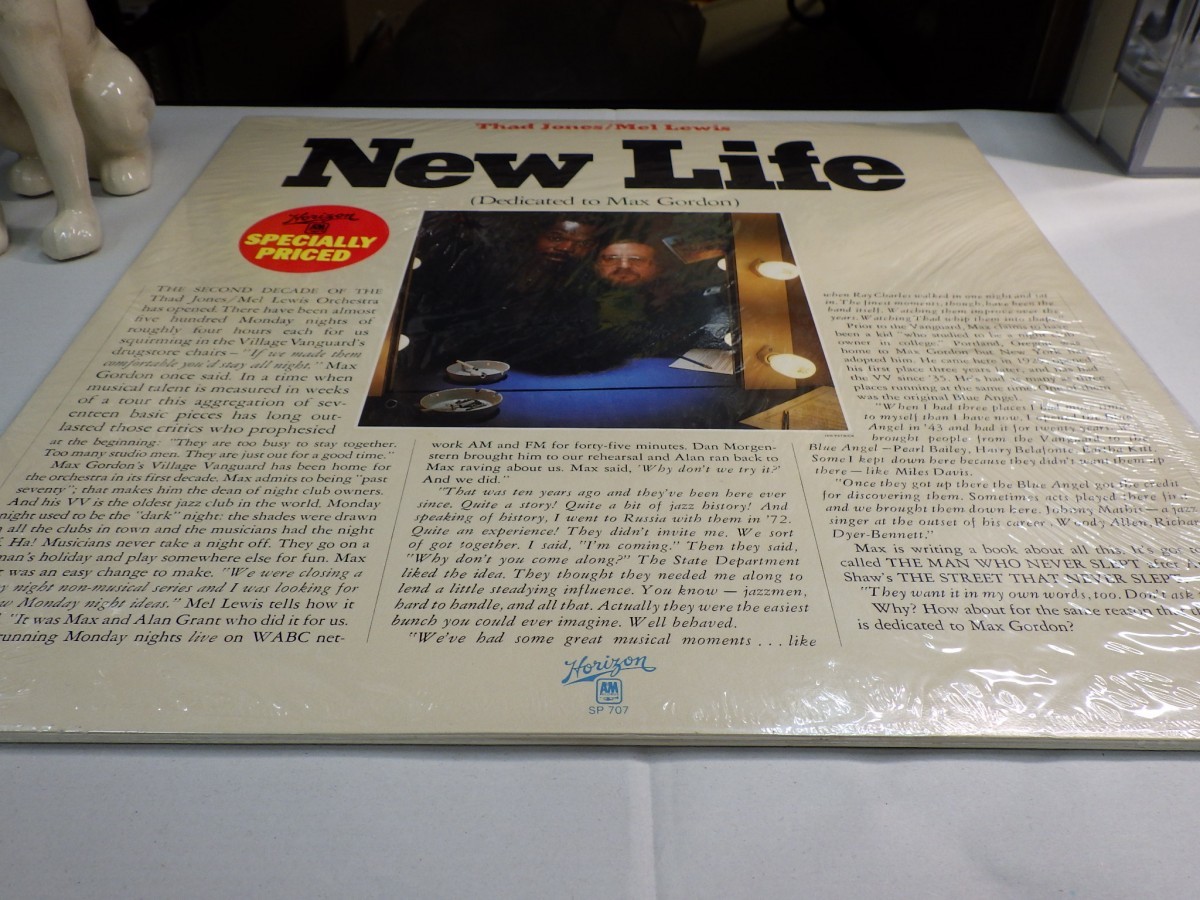 Thad Jones/Mel Lewis
New Life
(Dedicated to Max Gordon)
Horizon
SPECIALLY
PRICED
THE SECOND DECADE OF THE
Thad Jones/Mel Lewis Orchestra
has opened. There have been almost
five hundred Monday nights of
roughly four hours each for us
squirming in the Village Vanguard's
drugstore chairs – "If we made them
comfortable you'd stay all night." Max
Gordon once said. In a time when
musical talent is measured in weeks
of a tour this aggregation of sev-
enteen basic pieces has long out-
lasted those critics who prophesied
at the beginning: "They are too busy to stay together.
Too many studio men. They are just out for a good time."
Max Gordon's Village Vanguard has been home for
the orchestra in its first decade. Max admits to being "past
seventy"; that makes him the dean of night club owners.
And his VV is the oldest jazz club in the world. Monday
night used to be the "dark" night: the shades were drawn
all the clubs in town and the musicians had the night
Ha! Musicians never take a night off. They go on a
man's holiday and play somewhere else for fun. Max
was an easy change to make. "We were closing a
night non-musical series and I was looking for
Monday night ideas." Mel Lewis tells how it
"It was Max and Alan Grant who did it for us.
running Monday nights live on WABC net-
work AM and FM for forty-five minutes. Dan Morgen-
stern brought him to our rehearsal and Alan ran back to
Max raving about us. Max said, 'Why don't we try it?'
And we did."
"That was ten years ago and they've been here ever
since. Quite a story! Quite a bit of jazz history! And
speaking of history, I went to Russia with them in '72.
Quite an experience! They didn't invite me. We sort
of got together. I said, "I'm coming." Then they said,
"Why don't you come along?" The State Department
liked the idea. They thought they needed me along to
lend a little steadying influence. You know – jazzmen,
hard to handle, and all that. Actually they were the easiest
bunch you could ever imagine. Well behaved.
"We've had some great musical moments . . . like
when Ray Charles walked in one night and sat
in. The finest moments, though, have been the
band itself. Watching them improve over the
years. Watching Thad whip them into shape."
Prior to the Vanguard, Max claims to have
been a kid "who studied to be a night club
owner in college." Portland, Oregon was
home to Max Gordon but New York
adopted him. He came here in
his first place three years later, and has had
the VV since '35. He's had as many as three
places running at the same time. One
was the original Blue Angel.
"When I had three places I had more time
to myself than I have now. I
Angel in '43 and had it for twenty years.
brought people from the Vanguard to the
Blue Angel – Pearl Bailey, Harry Belafonte, Eartha Kitt.
Some I kept down here because they didn't want them up
there – like Miles Davis.
"Once they got up there the Blue Angel got the credit
for discovering them. Sometimes acts played there first
and we brought them down here. Johnny Mathis – a jazz
singer at the outset of his career. Woody Allen, Richard
Dyer-Bennett."
Max is writing a book about all this. It's got to
called THE MAN WHO NEVER SLEPT after
Shaw's THE STREET THAT NEVER SLEPT
"They want it in my own words, too. Don't ask
Why? How about for the same reason
is dedicated to Max Gordon?
Horizon
A&M
SP 707